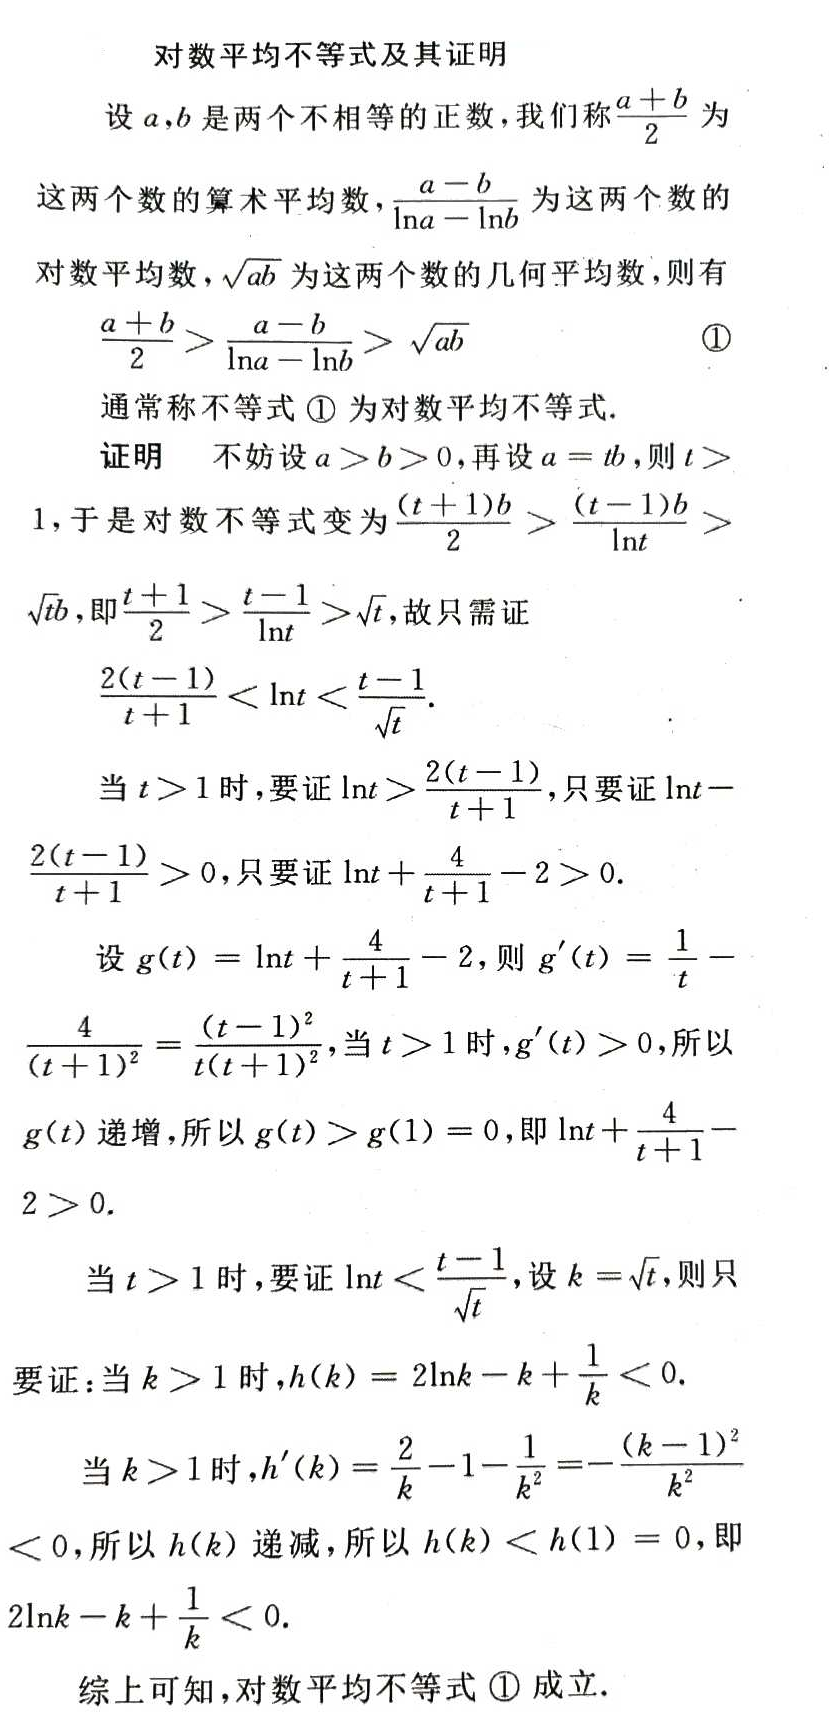 对数平均不等式及其证明
设 a,b 是两个不相等的正数,我们称 \frac{a+b}{2} 为
这两个数的算术平均数, \frac{a-b}{\ln a-\ln b} 为这两个数的
对数平均数, \sqrt{ab} 为这两个数的几何平均数,则有
\frac{a+b}{2} > \frac{a-b}{\ln a-\ln b} > \sqrt{ab} ①
通常称不等式 ① 为对数平均不等式.
证明 不妨设 a > b > 0,再设 a = tb,则 t >
1,于是对数不等式变为 \frac{(t+1)b}{2} > \frac{(t-1)b}{\ln t} >
\sqrt{t}b,即 \frac{t+1}{2} > \frac{t-1}{\ln t} > \sqrt{t},故只需证
\frac{2(t-1)}{t+1} < \ln t < \frac{t-1}{\sqrt{t}}.
当 t > 1 时,要证 \ln t > \frac{2(t-1)}{t+1},只要证 \ln t -
\frac{2(t-1)}{t+1} > 0,只要证 \ln t + \frac{4}{t+1} - 2 > 0.
设 g(t) = \ln t + \frac{4}{t+1} - 2,则 g'(t) = \frac{1}{t} -
\frac{4}{(t+1)^2} = \frac{(t-1)^2}{t(t+1)^2},当 t > 1 时,g'(t) > 0,所以
g(t) 递增,所以 g(t) > g(1) = 0,即 \ln t + \frac{4}{t+1} -
2 > 0.
当 t > 1 时,要证 \ln t < \frac{t-1}{\sqrt{t}},设 k = \sqrt{t},则只
要证:当 k > 1 时,h(k) = 2\ln k - k + \frac{1}{k} < 0.
当 k > 1 时,h'(k) = \frac{2}{k} - 1 - \frac{1}{k^2} = -\frac{(k-1)^2}{k^2}
< 0,所以 h(k) 递减,所以 h(k) < h(1) = 0,即
2\ln k - k + \frac{1}{k} < 0.
综上可知,对数平均不等式 ① 成立.